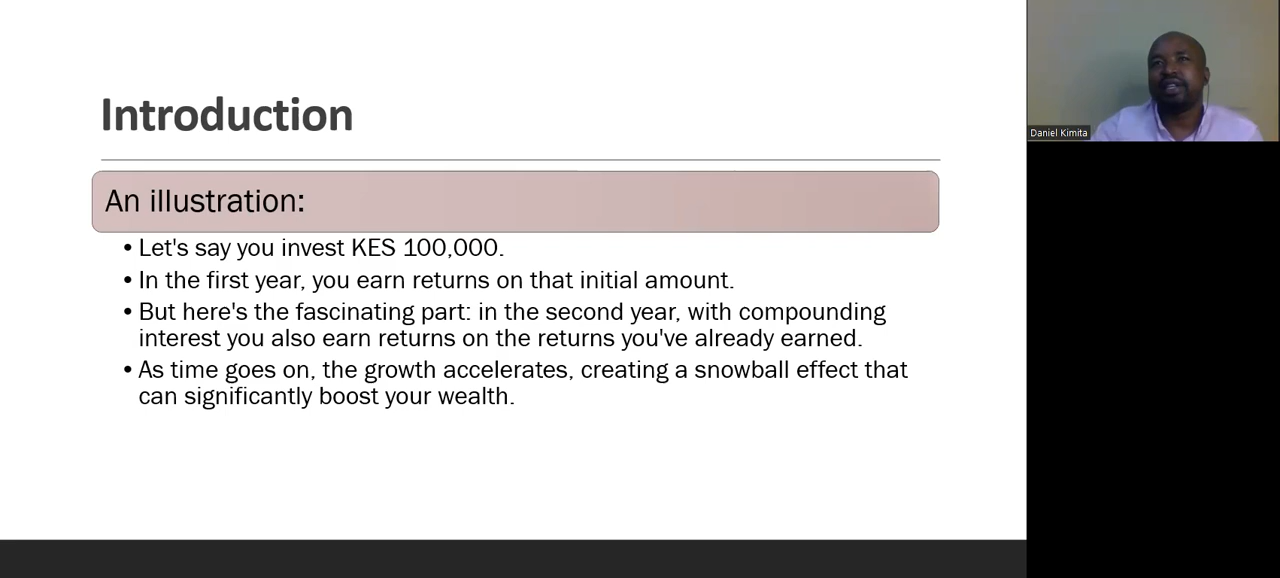 Introduction
An illustration:
• Let's say you invest KES 100,000.
• In the first year, you earn returns on that initial amount.
• But here's the fascinating part: in the second year, with compounding
interest you also earn returns on the returns you've already earned.
• As time goes on, the growth accelerates, creating a snowball effect that
can significantly boost your wealth.
Daniel Kimita